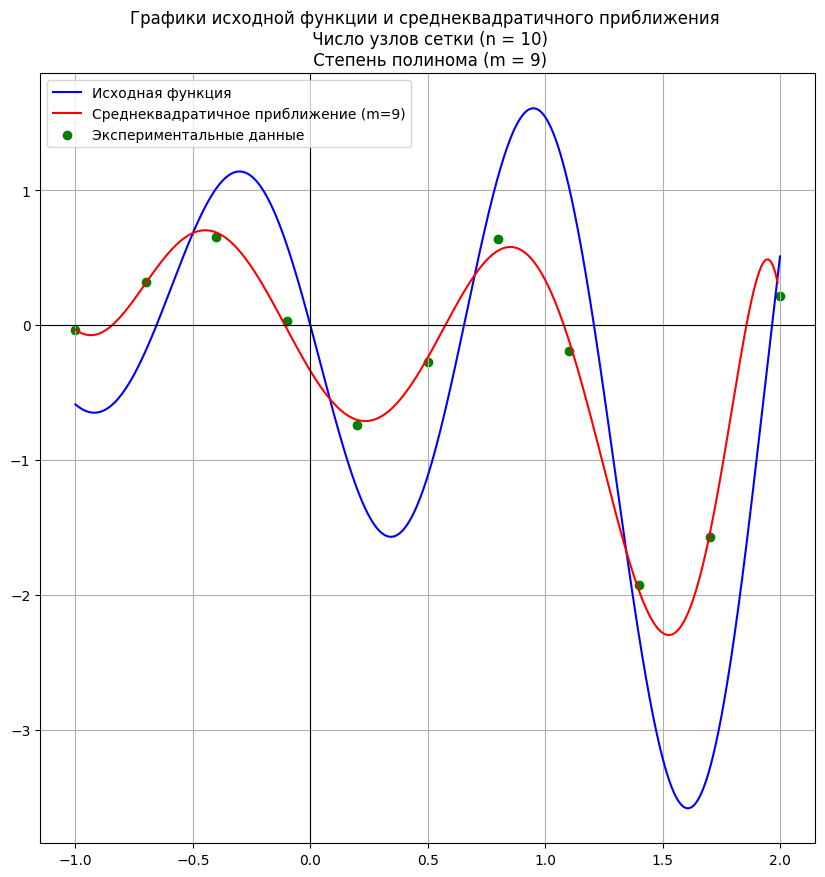 Графики исходной функции и среднеквадратичного приближения
Число узлов сетки (n = 10)
Степень полинома (m = 9)
Исходная функция
Среднеквадратичное приближение (m=9)
Экспериментальные данные
1
0
−1
−2
−3
−1.0
−0.5
0.0
0.5
1.0
1.5
2.0